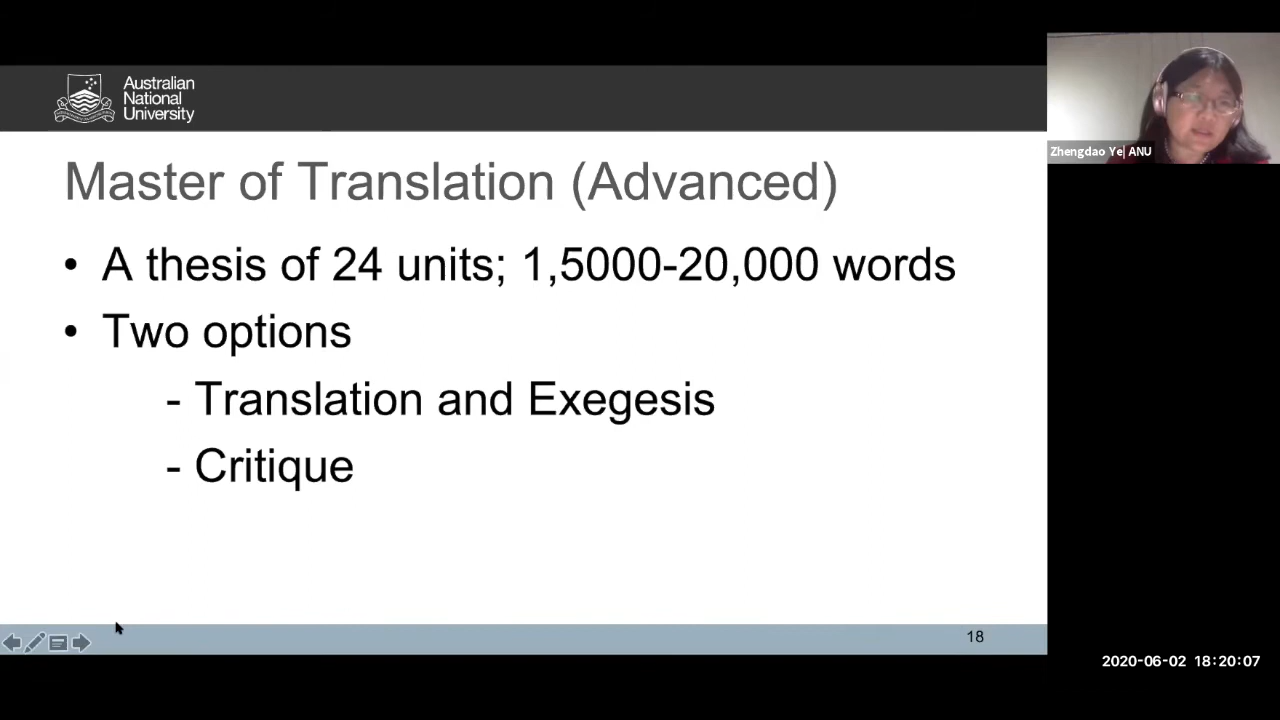 Australian
National
University
Zhengdao Ye| ANU
Master of Translation (Advanced)
• A thesis of 24 units; 1,5000-20,000 words
• Two options
- Translation and Exegesis
- Critique
18
2020-06-02 18:20:07